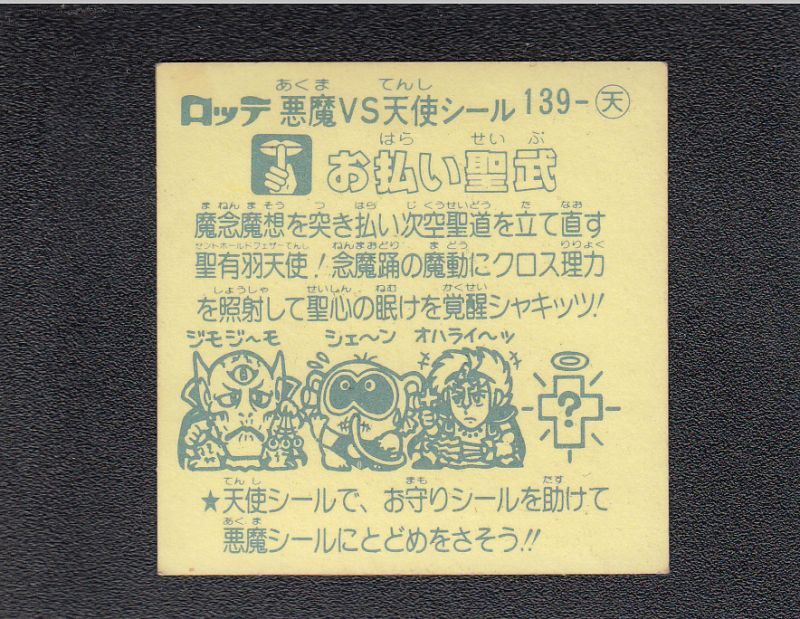 ロッテ 悪魔VS天使シール 139-天
あくま てんし
お払い聖武
はら せいぶ
魔念魔想を突き払い次空聖道を立て直す
まねんまそう つ はら じくうせいどう た なお
聖有羽天使!念魔踊の魔動にクロス理力
セントホールドフェザーてんし ねんまおどり まどう りりょく
を照射して聖心の眠けを覚醒シャキッツ!
しょうしゃ せいしん ねむ かくせい
ジモジ〜モ シェ〜ン オハライ〜ッ
?
★天使シールで、お守りシールを助けて
てんし まも たす
悪魔シールにとどめをさそう!!
あくま